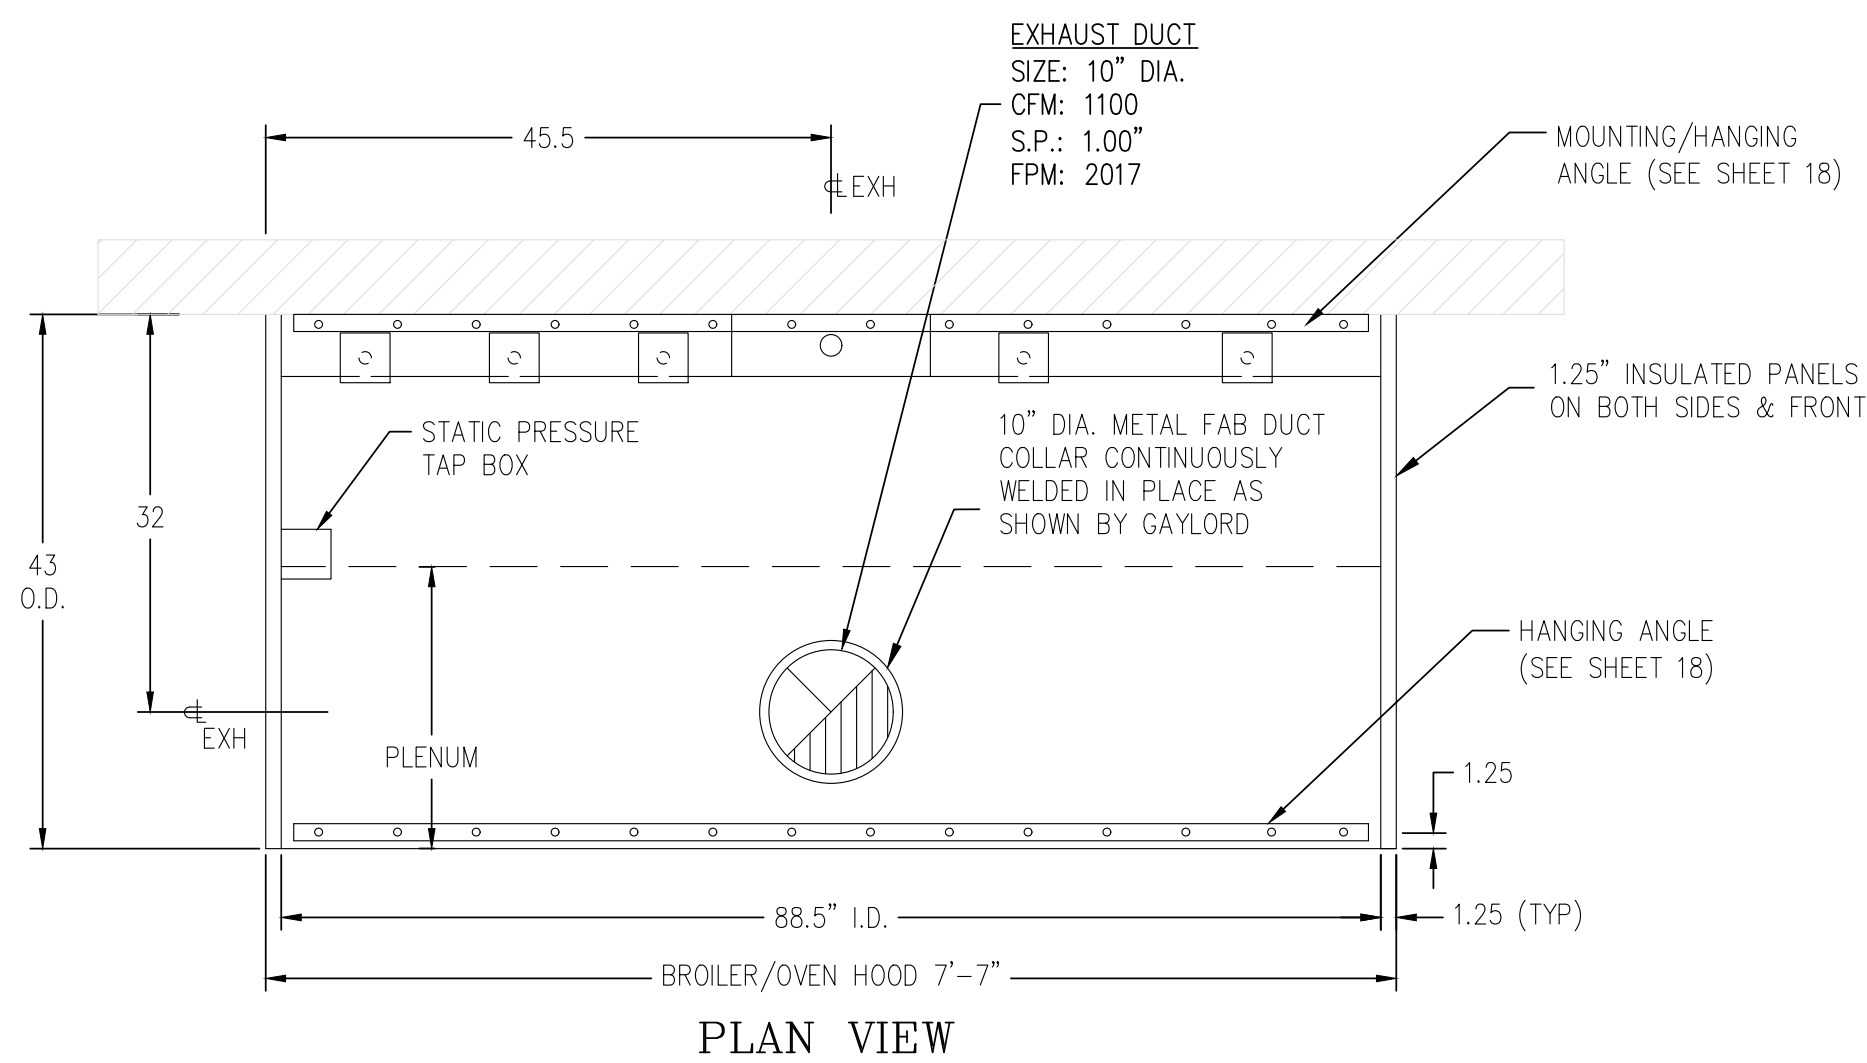 EXHAUST DUCT
SIZE: 10" DIA.
CFM: 1100
S.P.: 1.00"
FPM: 2017
45.5
℄ EXH
MOUNTING/HANGING
ANGLE (SEE SHEET 18)
1.25" INSULATED PANELS
ON BOTH SIDES & FRONT
STATIC PRESSURE
TAP BOX
10" DIA. METAL FAB DUCT
COLLAR CONTINUOUSLY
WELDED IN PLACE AS
SHOWN BY GAYLORD
32
43
O.D.
HANGING ANGLE
(SEE SHEET 18)
℄
EXH
PLENUM
1.25
88.5" I.D.
1.25 (TYP)
BROILER/OVEN HOOD 7'-7"
PLAN VIEW